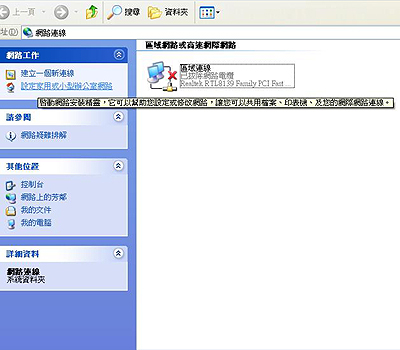 上一頁
搜尋
資料夾
址(D)
網路連線
網路工作
建立一個新連線
設定家用或小型辦公室網路
啟動網路安裝精靈，它可以幫助您設定或修改網路，讓您可以共用檔案、印表機、及您的網際網路連線。
請參閱
網路疑難排解
其他位置
控制台
網路上的芳鄰
我的文件
我的電腦
詳細資料
網路連線
系統資料夾
區域網路或高速網際網路
區域連線
已拔除網路電纜
Realtek RTL8139 Family PCI Fast ...